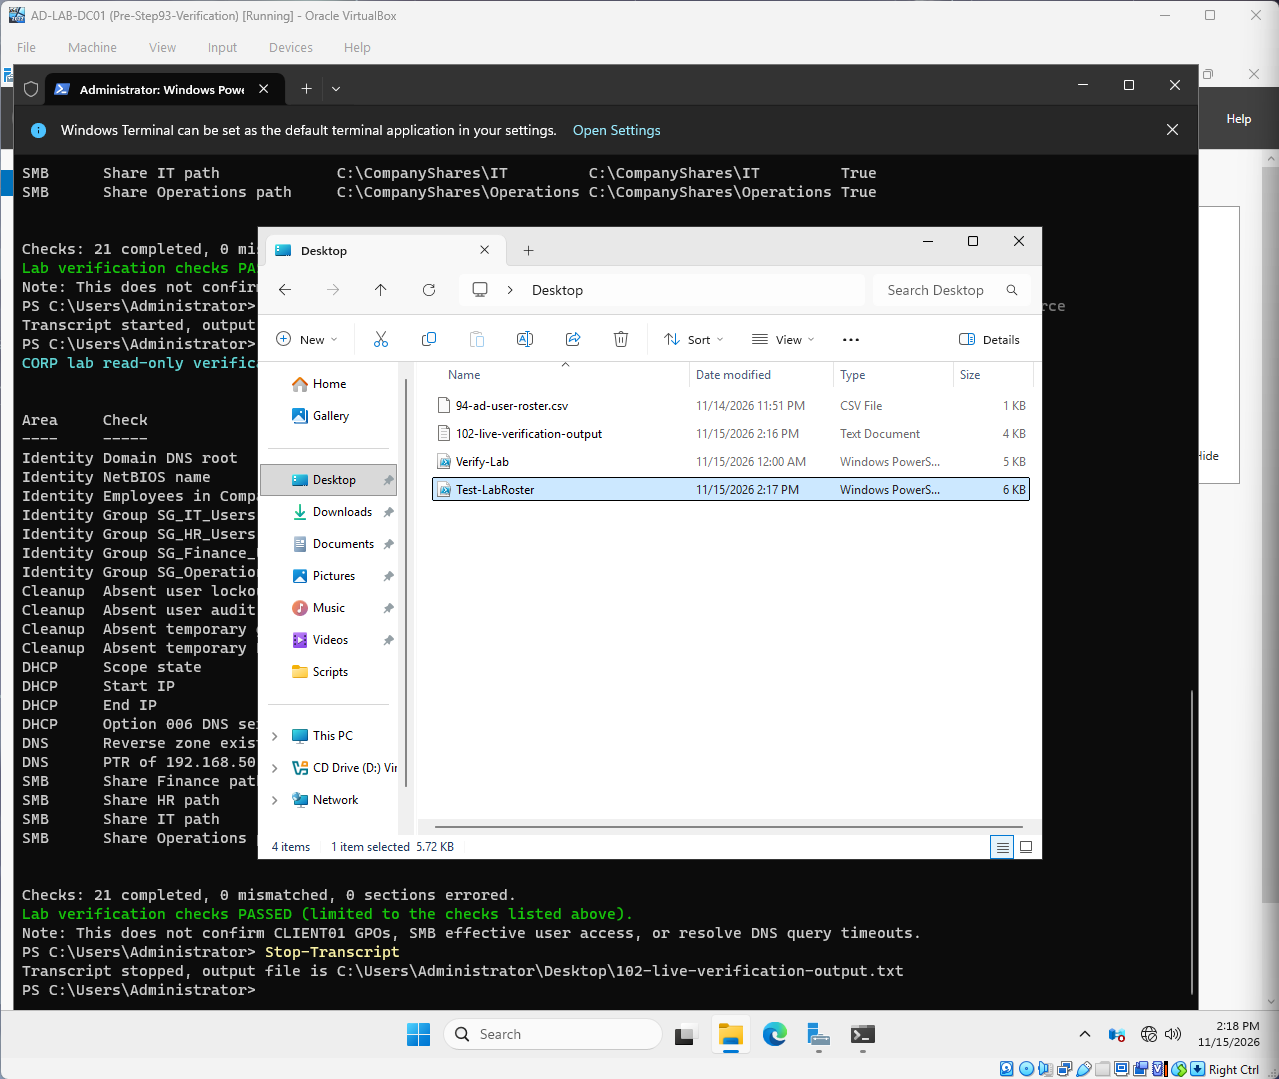 AD-LAB-DC01 (Pre-Step93-Verification) [Running] - Oracle VirtualBox
File Machine View Input Devices Help
Administrator: Windows Powe
Help
Windows Terminal can be set as the default terminal application in your settings. Open Settings
SMB Share IT path C:\CompanyShares\IT C:\CompanyShares\IT True
SMB Share Operations path C:\CompanyShares\Operations C:\CompanyShares\Operations True
Checks: 21 completed, 0 mis
Lab verification checks PA
Note: This does not confir
PS C:\Users\Administrator> rce
Transcript started, output
PS C:\Users\Administrator>
CORP lab read-only verific
Area Check
---- -----
Identity Domain DNS root
Identity NetBIOS name
Identity Employees in Comp
Identity Group SG_IT_Users
Identity Group SG_HR_Users
Identity Group SG_Finance_
Identity Group SG_Operatio
Cleanup Absent user locko
Cleanup Absent user audit
Cleanup Absent temporary
Cleanup Absent temporary
DHCP Scope state
DHCP Start IP
DHCP End IP
DHCP Option 006 DNS se
DNS Reverse zone exis
DNS PTR of 192.168.50
SMB Share Finance pat
SMB Share HR path
SMB Share IT path
SMB Share Operations
Checks: 21 completed, 0 mismatched, 0 sections errored.
Lab verification checks PASSED (limited to the checks listed above).
Note: This does not confirm CLIENT01 GPOs, SMB effective user access, or resolve DNS query timeouts.
PS C:\Users\Administrator> Stop-Transcript
Transcript stopped, output file is C:\Users\Administrator\Desktop\102-live-verification-output.txt
PS C:\Users\Administrator>
Desktop
Desktop
Search Desktop
New Sort View Details
Home
Gallery
Desktop
Downloads
Documents
Pictures
Music
Videos
Scripts
This PC
CD Drive (D:) Vir
Network
Name Date modified Type Size
94-ad-user-roster.csv 11/14/2026 11:51 PM CSV File 1 KB
102-live-verification-output 11/15/2026 2:16 PM Text Document 4 KB
Verify-Lab 11/15/2026 12:00 AM Windows PowerS... 5 KB
Test-LabRoster 11/15/2026 2:17 PM Windows PowerS... 6 KB
4 items 1 item selected 5.72 KB
Hide
Search
2:18 PM
11/15/2026
Right Ctrl